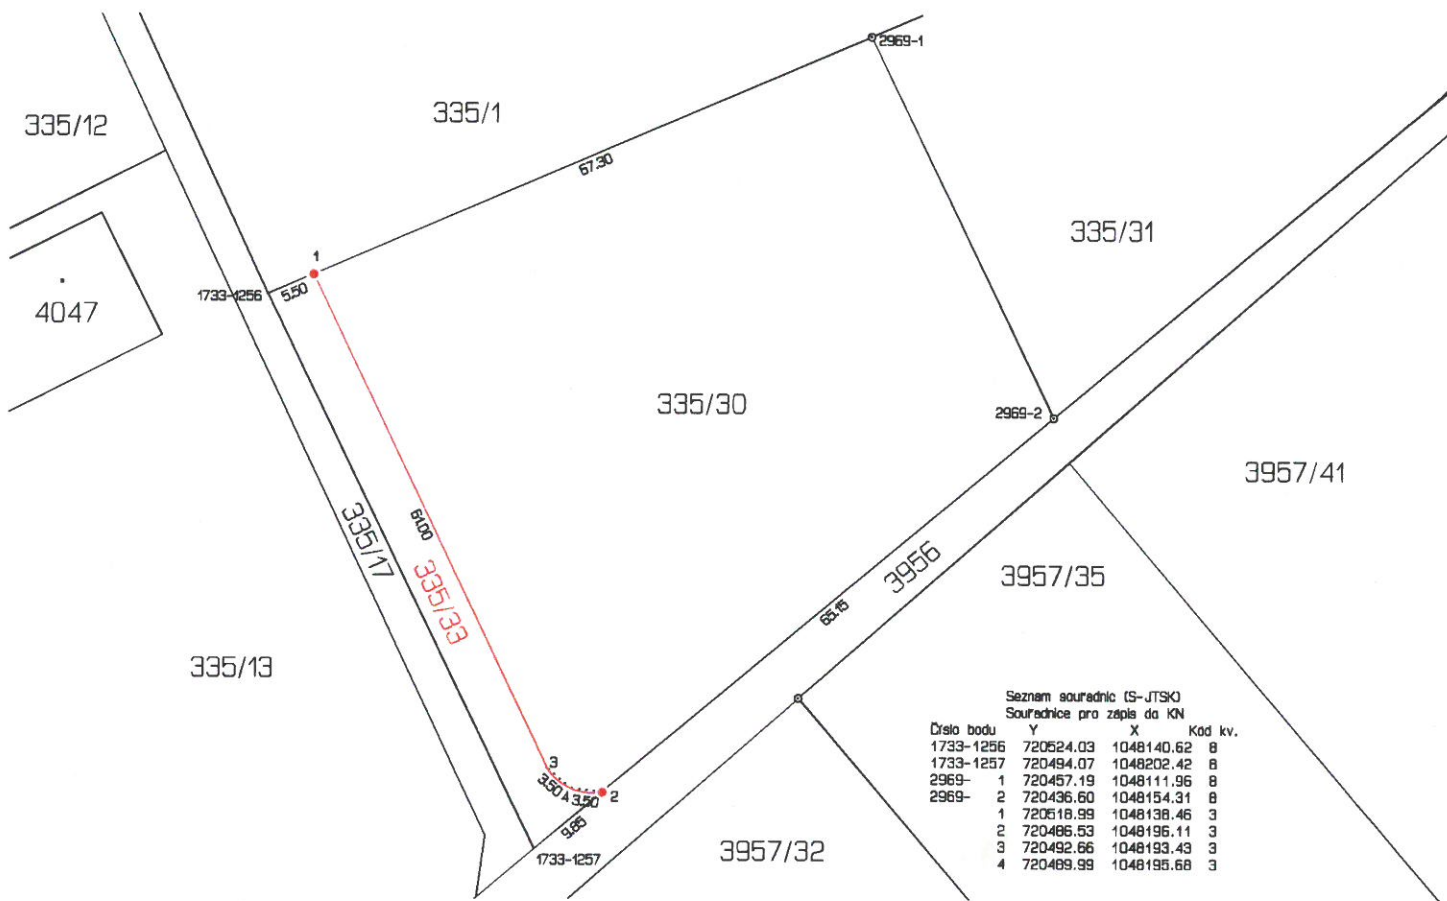 2969-1
335/1
335/12
67.30
335/31
1
1733-1256
5.50
4047
335/30
2969-2
3957/41
61.00
335/17
3956
335/33
3957/35
65.15
335/13
3
3.50 4 3.50
2
9.85
1733-1257
3957/32
Seznam souřadnic (S-JTSK)
Souřadnice pro zápis do KN
Číslo bodu Y X Kód kv.
1733-1256 720524.03 1048140.62 8
1733-1257 720494.07 1048202.42 8
2969- 1 720457.19 1048111.96 8
2969- 2 720436.60 1048154.31 8
1 720518.99 1048138.46 3
2 720486.53 1048196.11 3
3 720492.66 1048193.43 3
4 720489.99 1048195.68 3